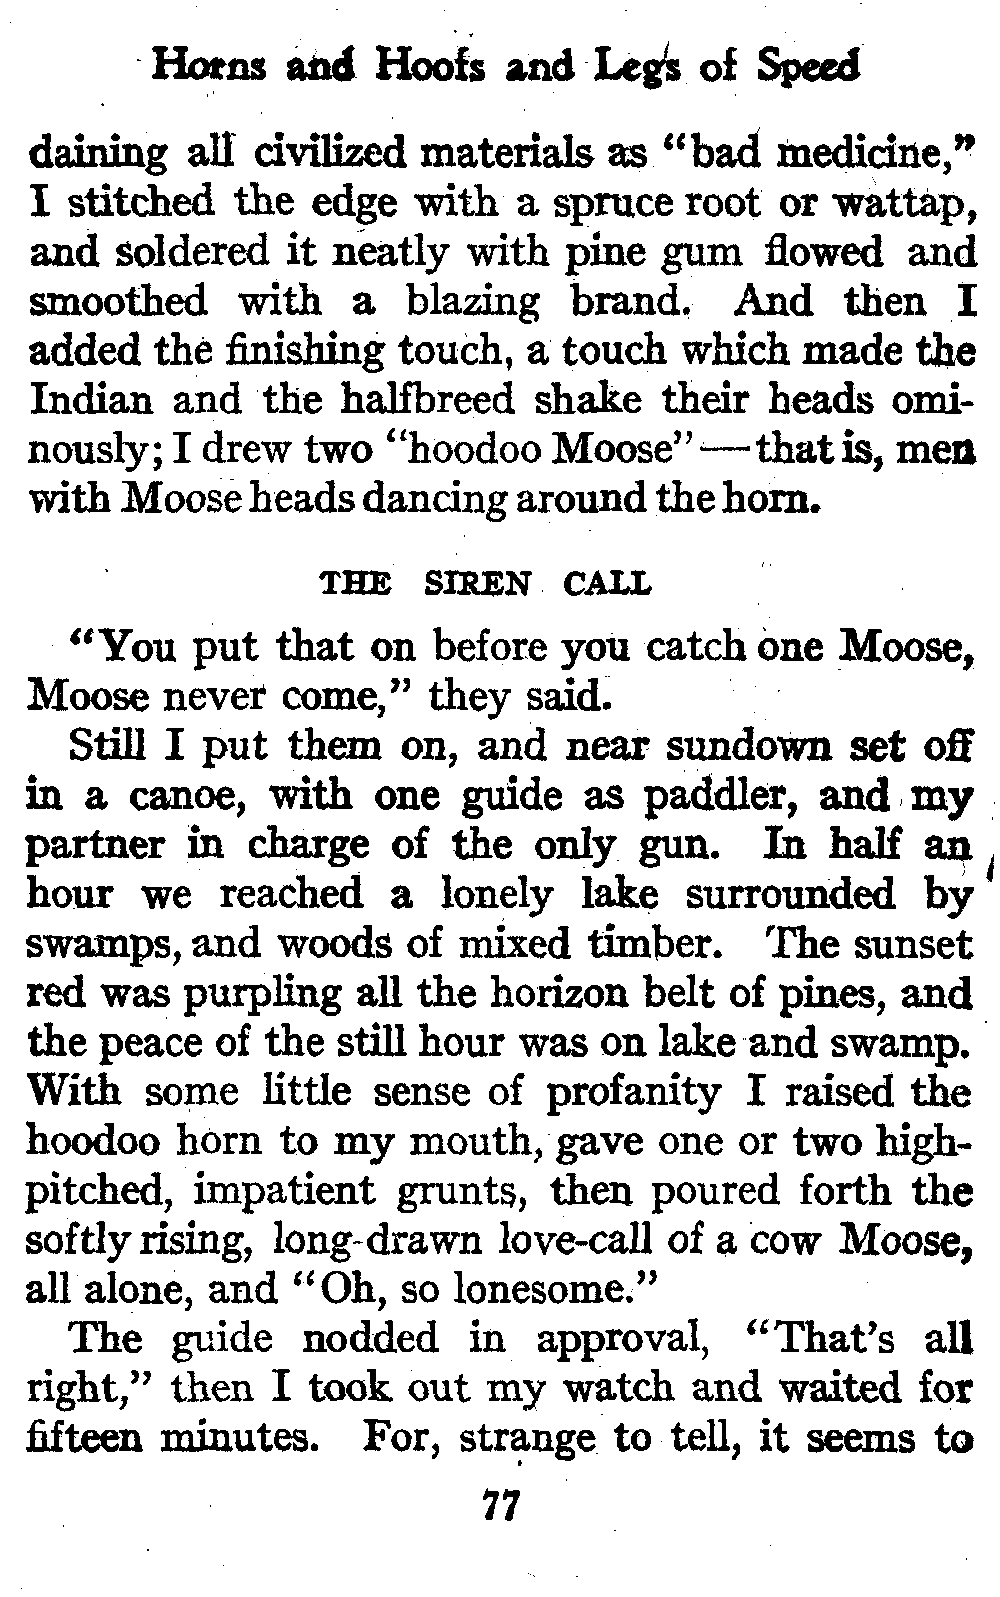 Horns and Hoofs and Legs of Speed
daining all civilized materials as “bad medicine,”
I stitched the edge with a spruce root or wattap,
and soldered it neatly with pine gum flowed and
smoothed with a blazing brand. And then I
added the finishing touch, a touch which made the
Indian and the halfbreed shake their heads omi-
nously; I drew two “hoodoo Moose”—that is, men
with Moose heads dancing around the horn.
THE SIREN CALL
“You put that on before you catch one Moose,
Moose never come,” they said.
Still I put them on, and near sundown set off
in a canoe, with one guide as paddler, and my
partner in charge of the only gun. In half an
hour we reached a lonely lake surrounded by
swamps, and woods of mixed timber. The sunset
red was purpling all the horizon belt of pines, and
the peace of the still hour was on lake and swamp.
With some little sense of profanity I raised the
hoodoo horn to my mouth, gave one or two high-
pitched, impatient grunts, then poured forth the
softly rising, long-drawn love-call of a cow Moose,
all alone, and “Oh, so lonesome.”
The guide nodded in approval, “That’s all
right,” then I took out my watch and waited for
fifteen minutes. For, strange to tell, it seems to
77